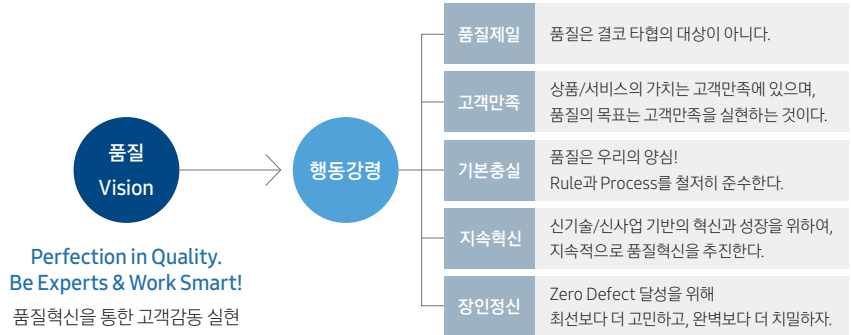 품질
Vision
Perfection in Quality.
Be Experts & Work Smart!
품질혁신을 통한 고객감동 실현
행동강령
품질제일
품질은 결코 타협의 대상이 아니다.
고객만족
상품/서비스의 가치는 고객만족에 있으며,
품질의 목표는 고객만족을 실현하는 것이다.
기본충실
품질은 우리의 양심!
Rule과 Process를 철저히 준수한다.
지속혁신
신기술/신사업 기반의 혁신과 성장을 위하여,
지속적으로 품질혁신을 추진한다.
장인정신
Zero Defect 달성을 위해
최선보다 더 고민하고, 완벽보다 더 치밀하자.